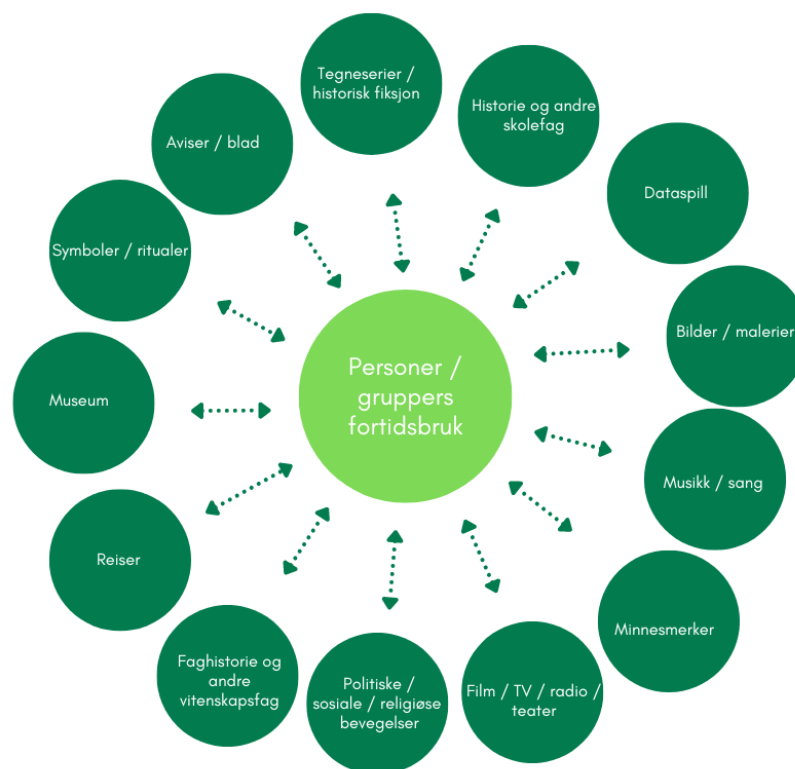 Tegneserier /
historisk fiksjon
Historie og andre
skolefag
Dataspill
Bilder / malerier
Musikk / sang
Minnesmerker
Film / TV / radio /
teater
Politiske /
sosiale / religiøse
bevegelser
Faghistorie og
andre
vitenskapsfag
Reiser
Museum
Symboler / ritualer
Aviser / blad
Personer /
gruppers
fortidsbruk